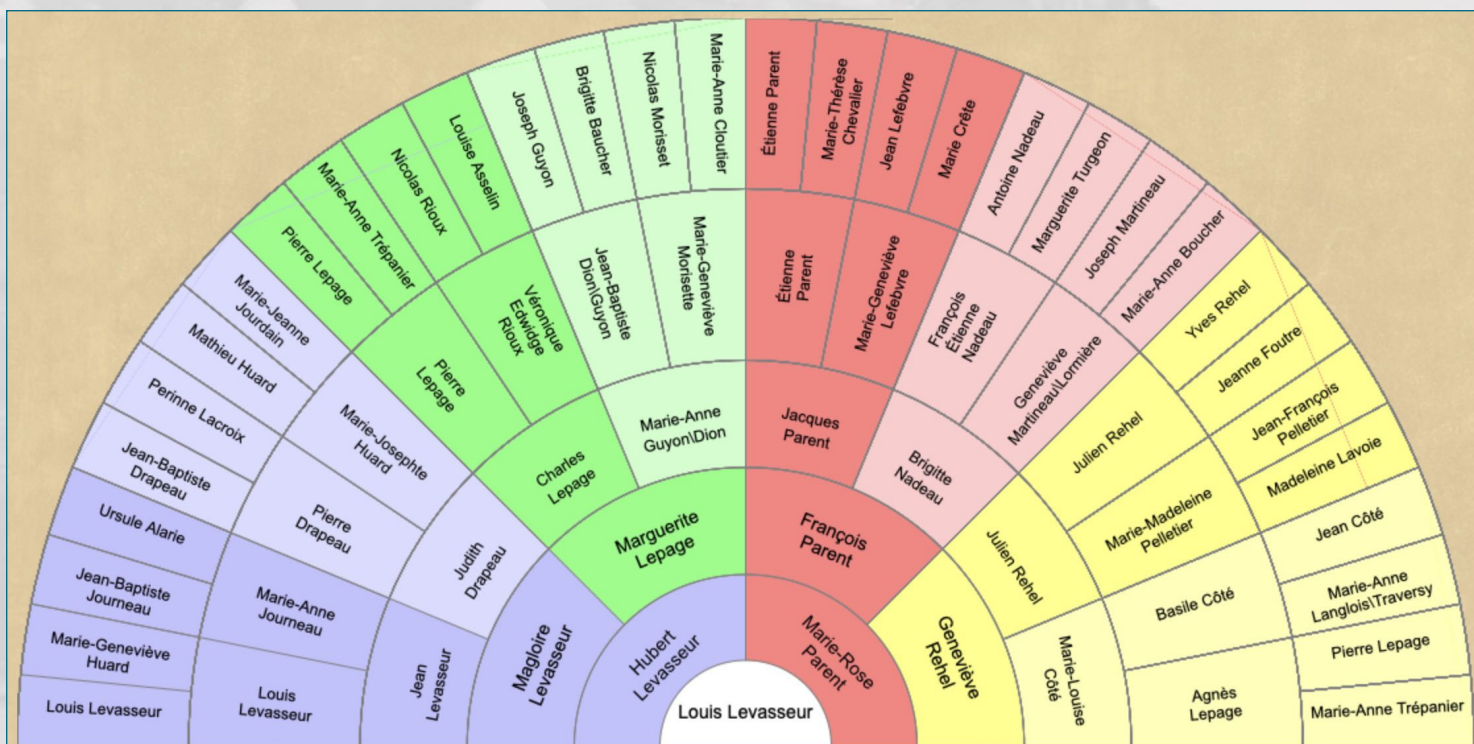 Louis Levasseur
Hubert
Levasseur
Marie-Rose
Parent
Magloire
Levasseur
Marguerite
Lepage
François
Parent
Geneviève
Rehel
Jean
Levasseur
Judith
Drapeau
Charles
Lepage
Marie-Anne
Guyon\Dion
Jacques
Parent
Brigitte
Nadeau
Julien Rehel
Marie-Louise
Côté
Louis
Levasseur
Marie-Anne
Journeau
Pierre
Drapeau
Marie-Josephte
Huard
Pierre
Lepage
Véronique
Edwidge
Rioux
Jean-Baptiste
Dion\Guyon
Marie-Geneviève
Morisette
Étienne
Parent
Marie-Geneviève
Lefebvre
François
Étienne
Nadeau
Geneviève
Martineau\Lormière
Julien Rehel
Marie-Madeleine
Pelletier
Basile Côté
Agnès
Lepage
Louis Levasseur
Marie-Geneviève
Huard
Jean-Baptiste
Journeau
Ursule Alarie
Jean-Baptiste
Drapeau
Perinne Lacroix
Mathieu Huard
Marie-Jeanne
Jourdain
Pierre Lepage
Marie-Anne Trépanier
Nicolas Rioux
Louise Asselin
Joseph Guyon
Brigitte Baucher
Nicolas Morisset
Marie-Anne Cloutier
Étienne Parent
Marie-Thérèse
Chevalier
Jean Lefebvre
Marie Crête
Antoine Nadeau
Marguerite Turgeon
Joseph Martineau
Marie-Anne Boucher
Yves Rehel
Jeanne Foutre
Jean-François
Pelletier
Madeleine Lavoie
Jean Côté
Marie-Anne
Langlois\Traversy
Pierre Lepage
Marie-Anne Trépanier